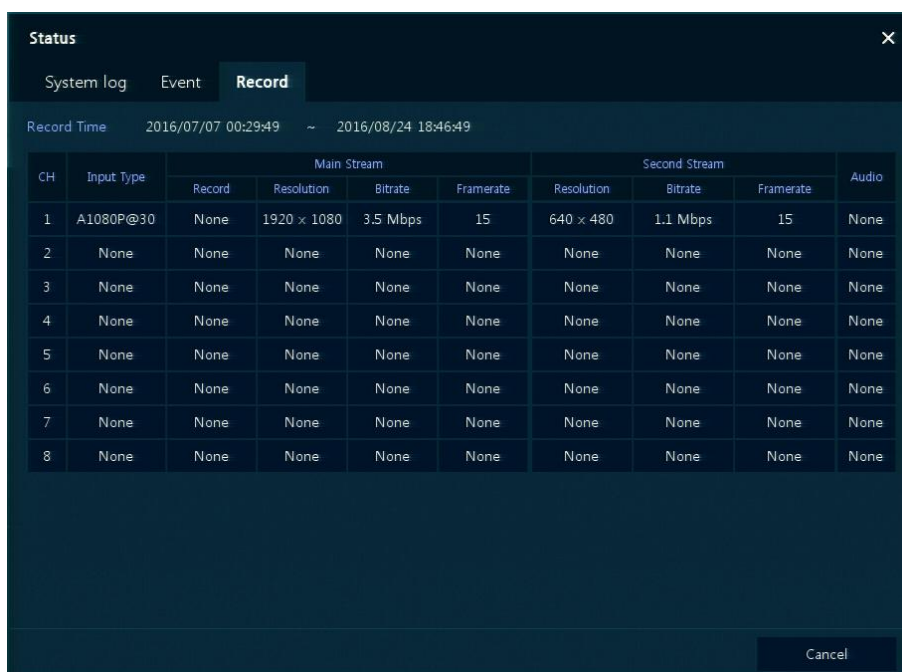 Status ×
System log Event Record
Record Time 2016/07/07 00:29:49 ~ 2016/08/24 18:46:49
CH Input Type Main Stream Second Stream Audio
Record Resolution Bitrate Framerate Resolution Bitrate Framerate
1 A1080P@30 None 1920 × 1080 3.5 Mbps 15 640 × 480 1.1 Mbps 15 None
2 None None None None None None None None None
3 None None None None None None None None None
4 None None None None None None None None None
5 None None None None None None None None None
6 None None None None None None None None None
7 None None None None None None None None None
8 None None None None None None None None None
Cancel